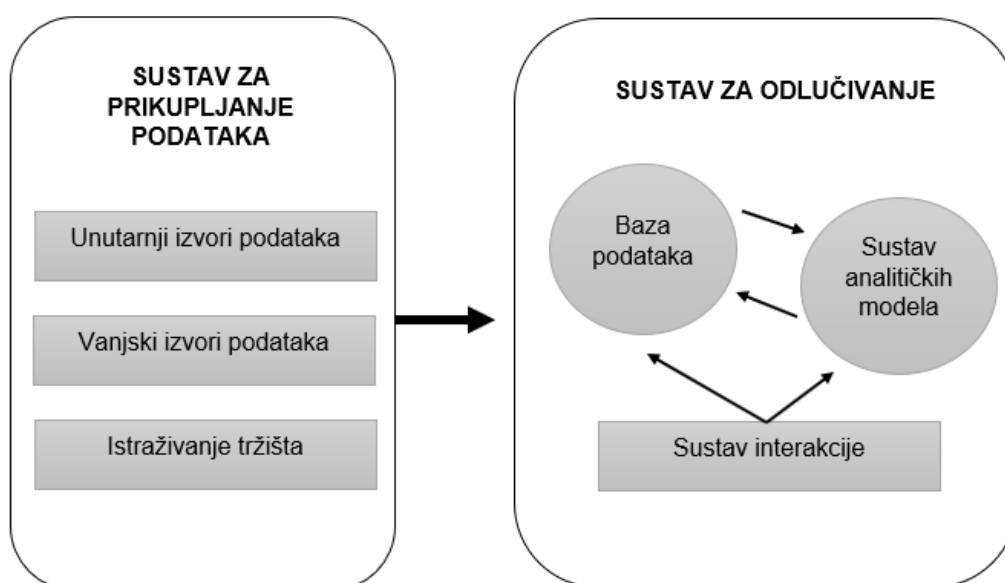 SUSTAV ZA
PRIKUPLJANJE
PODATAKA
Unutarnji izvori podataka
Vanjski izvori podataka
Istraživanje tržišta
SUSTAV ZA ODLUČIVANJE
Baza
podataka
Sustav
analitičkih
modela
Sustav interakcije